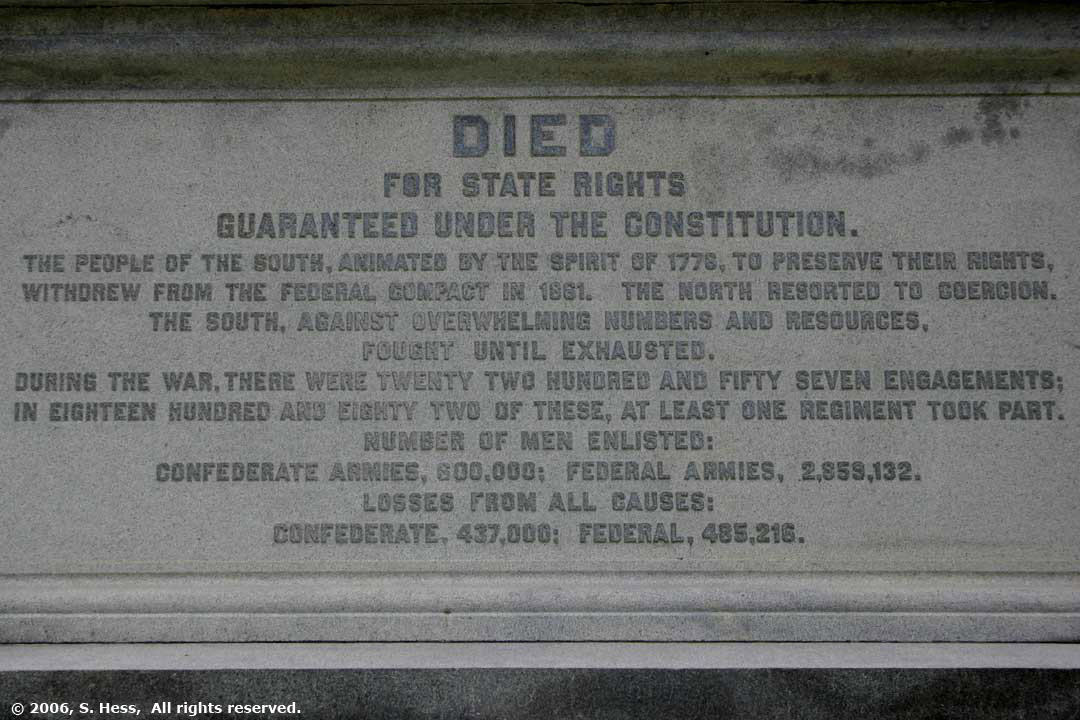 DIED
FOR STATE RIGHTS
GUARANTEED UNDER THE CONSTITUTION.
THE PEOPLE OF THE SOUTH, ANIMATED BY THE SPIRIT OF 1776, TO PRESERVE THEIR RIGHTS,
WITHDREW FROM THE FEDERAL COMPACT IN 1861. THE NORTH RESORTED TO COERCION.
THE SOUTH, AGAINST OVERWHELMING NUMBERS AND RESOURCES,
FOUGHT UNTIL EXHAUSTED.
DURING THE WAR, THERE WERE TWENTY TWO HUNDRED AND FIFTY SEVEN ENGAGEMENTS;
IN EIGHTEEN HUNDRED AND EIGHTY TWO OF THESE, AT LEAST ONE REGIMENT TOOK PART.
NUMBER OF MEN ENLISTED:
CONFEDERATE ARMIES, 600,000; FEDERAL ARMIES, 2,859,132.
LOSSES FROM ALL CAUSES:
CONFEDERATE, 437,000; FEDERAL, 485,216.
© 2006, S. Hess, All rights reserved.